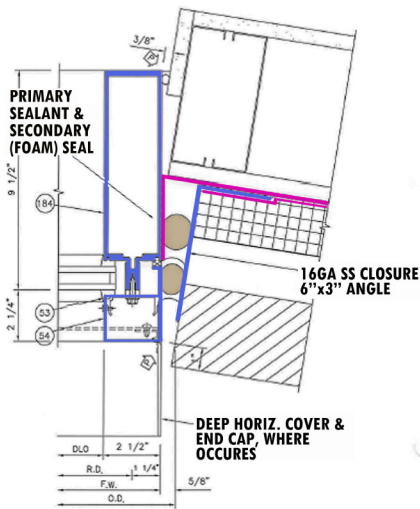 3/8"
P
PRIMARY
SEALANT &
SECONDARY
(FOAM) SEAL
9 1/2"
184
16GA SS CLOSURE
6"x3" ANGLE
53
2 1/4"
54
P
DEEP HORIZ. COVER &
END CAP, WHERE
OCCURES
DLO
2 1/2"
R.D.
1 1/4"
F.W.
5/8"
O.D.